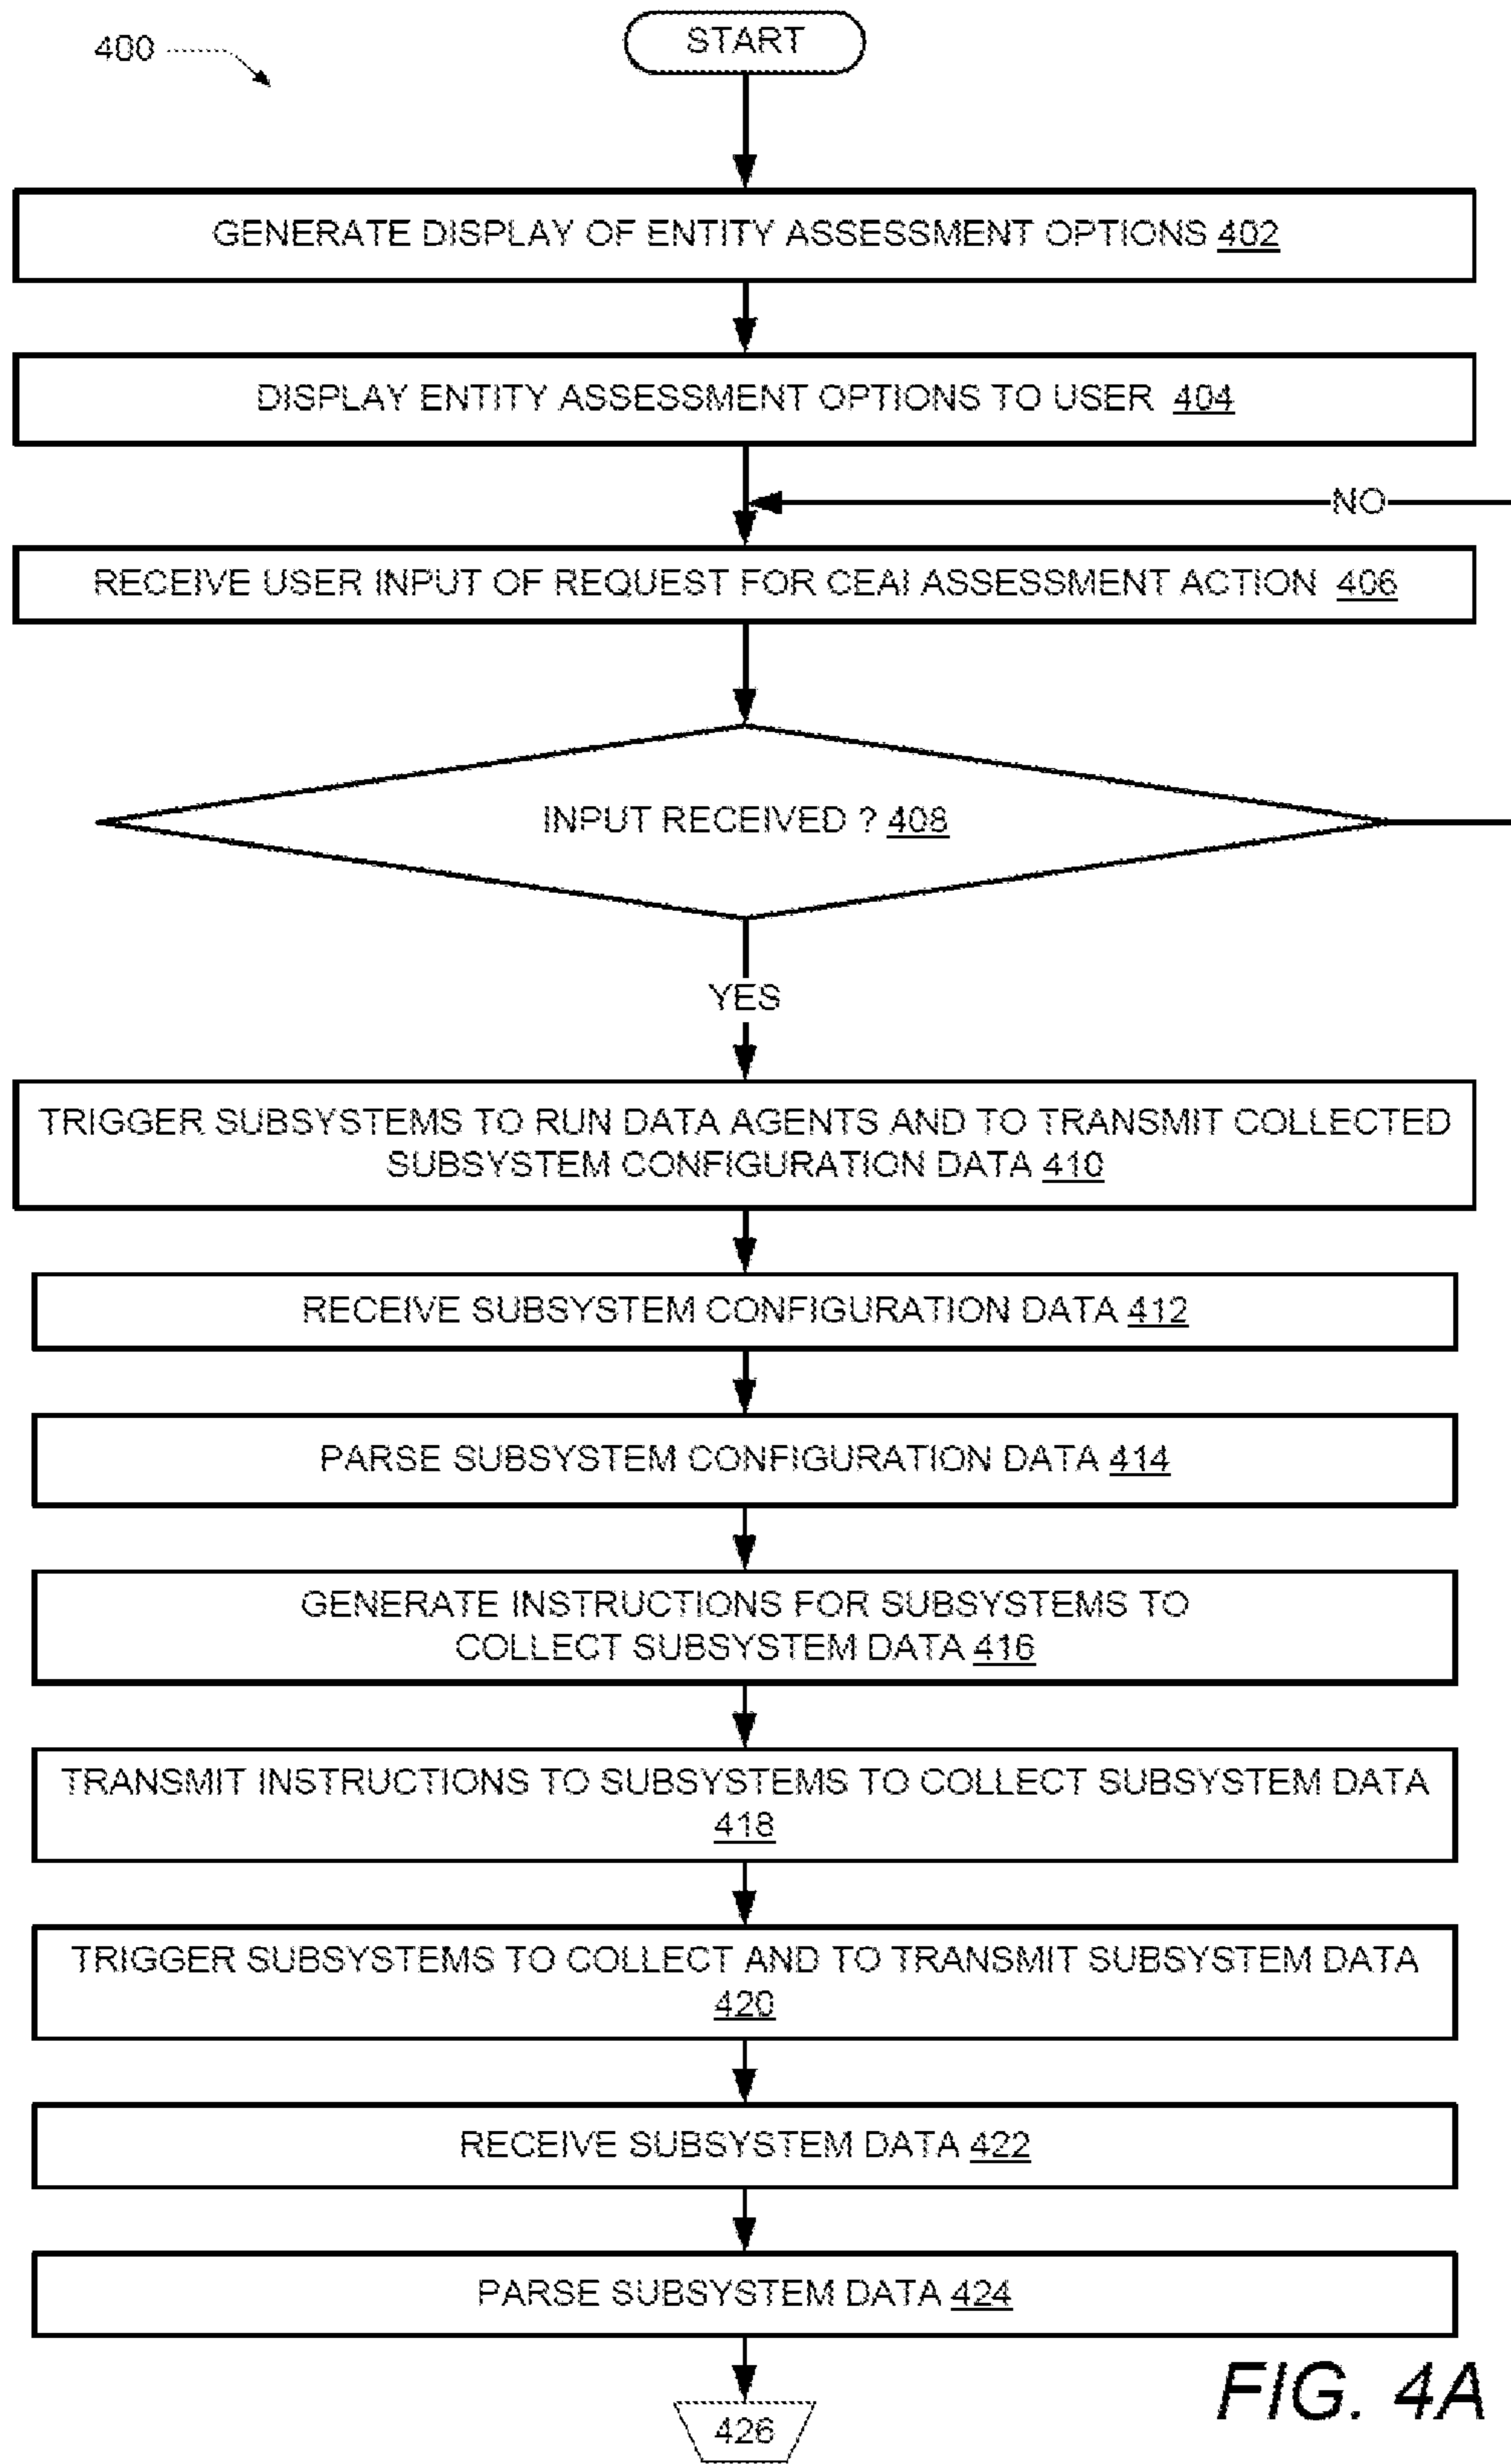 400
START
GENERATE DISPLAY OF ENTITY ASSESSMENT OPTIONS 402
DISPLAY ENTITY ASSESSMENT OPTIONS TO USER 404
NO
RECEIVE USER INPUT OF REQUEST FOR CEAI ASSESSMENT ACTION 406
INPUT RECEIVED ? 408
YES
TRIGGER SUBSYSTEMS TO RUN DATA AGENTS AND TO TRANSMIT COLLECTED
SUBSYSTEM CONFIGURATION DATA 410
RECEIVE SUBSYSTEM CONFIGURATION DATA 412
PARSE SUBSYSTEM CONFIGURATION DATA 414
GENERATE INSTRUCTIONS FOR SUBSYSTEMS TO
COLLECT SUBSYSTEM DATA 416
TRANSMIT INSTRUCTIONS TO SUBSYSTEMS TO COLLECT SUBSYSTEM DATA
418
TRIGGER SUBSYSTEMS TO COLLECT AND TO TRANSMIT SUBSYSTEM DATA
420
RECEIVE SUBSYSTEM DATA 422
PARSE SUBSYSTEM DATA 424
426
FIG. 4A